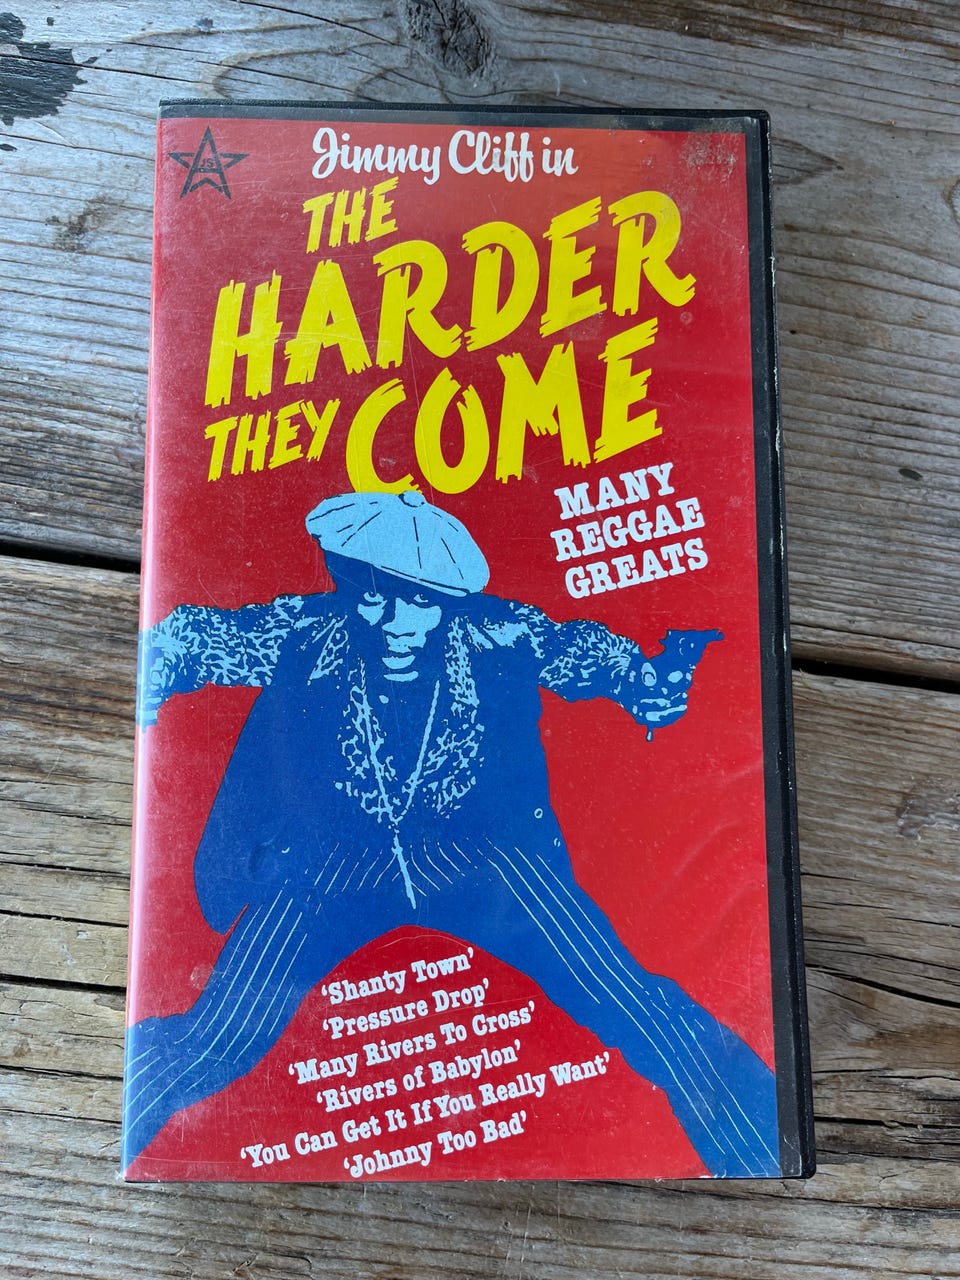 Jimmy Cliff in
THE
HARDER
THEY COME
MANY
REGGAE
GREATS
'Shanty Town'
'Pressure Drop'
'Many Rivers To Cross'
'Rivers of Babylon'
'You Can Get It If You Really Want'
'Johnny Too Bad'